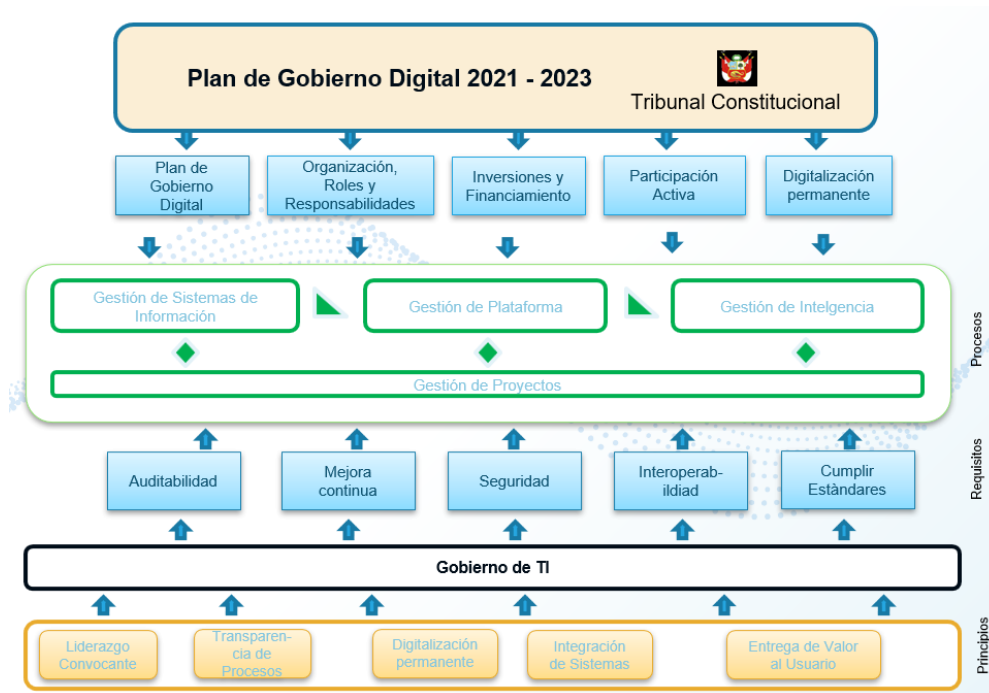 Plan de Gobierno Digital 2021 - 2023
Tribunal Constitucional
Plan de
Gobierno
Digital
Organización,
Roles y
Responsabilidades
Inversiones y
Financiamiento
Participación
Activa
Digitalización
permanente
Gestión de Sistemas de
Información
Gestión de Plataforma
Gestión de Intelgencia
Gestión de Proyectos
Procesos
Auditabilidad
Mejora
continua
Seguridad
Interoperab-
ildiad
Cumplir
Estàndares
Requisitos
Gobierno de TI
Liderazgo
Convocante
Transparen-
cia de
Procesos
Digitalización
permanente
Integración
de Sistemas
Entrega de Valor
al Usuario
Principios